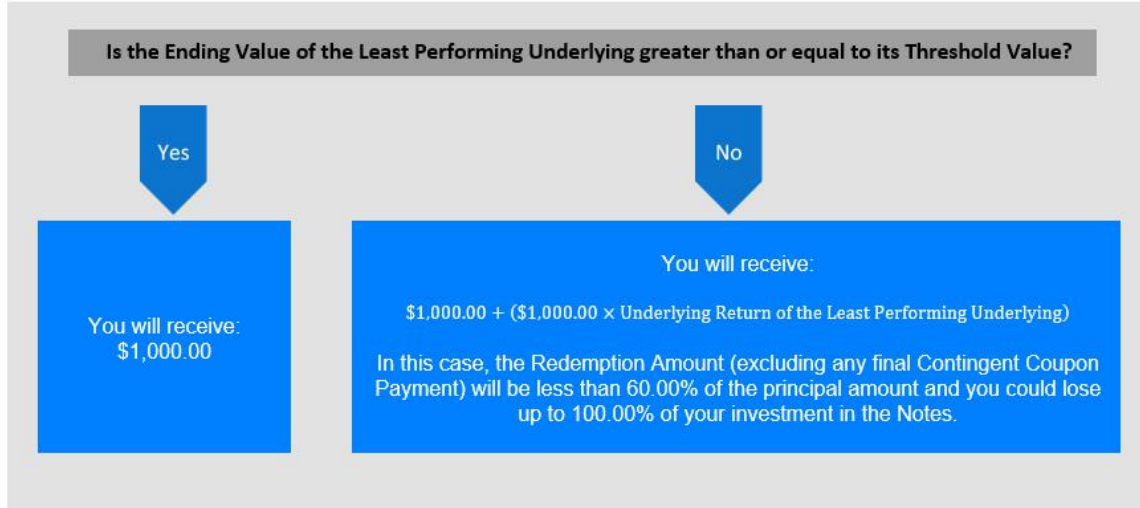 Is the Ending Value of the Least Performing Underlying greater than or equal to its Threshold Value?
Yes
No
You will receive:
$1,000.00
You will receive:
$1,000.00 + ($1,000.00 × Underlying Return of the Least Performing Underlying)
In this case, the Redemption Amount (excluding any final Contingent Coupon
Payment) will be less than 60.00% of the principal amount and you could lose
up to 100.00% of your investment in the Notes.